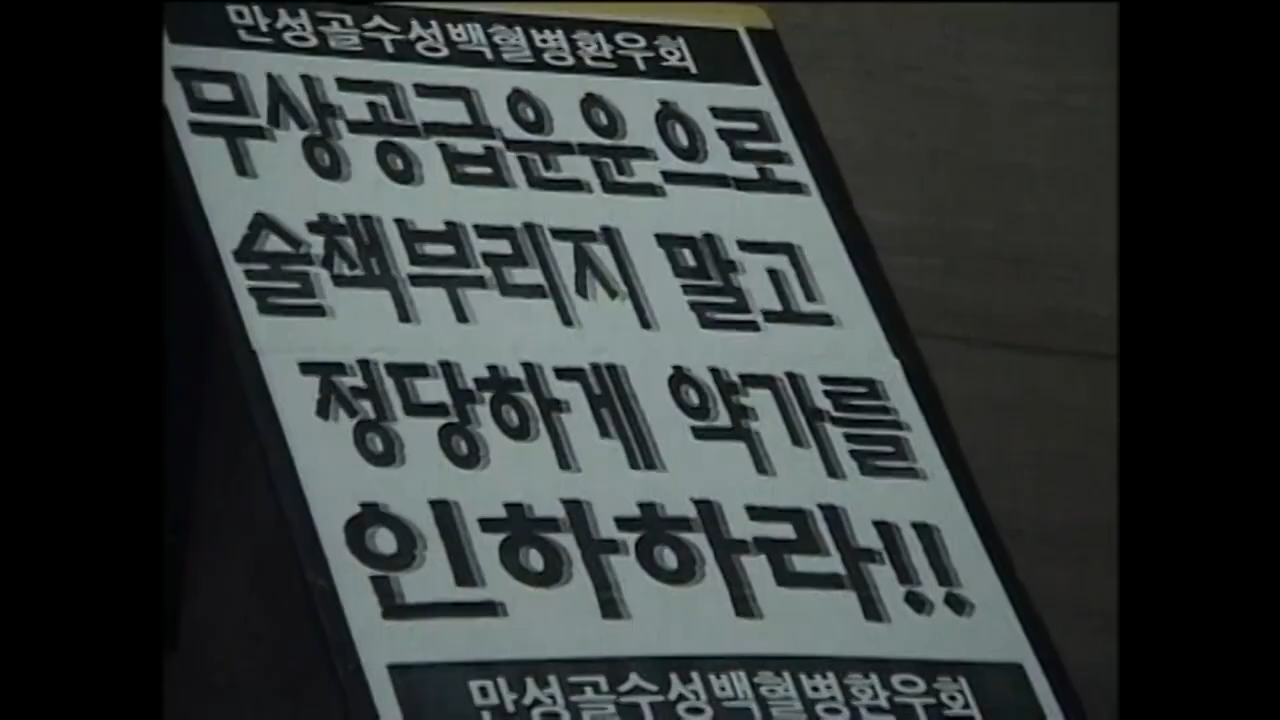 만성골수성백혈병환우회
무상공급운운으로
술책부리지 말고
정당하게 약가를
인하하라!!
만성골수성백혈병환우회